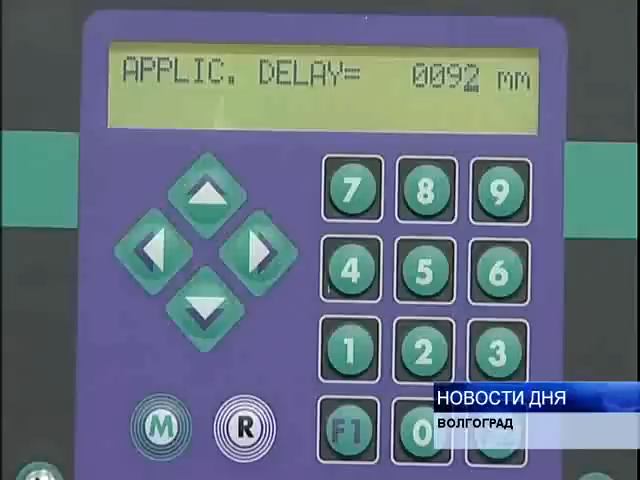 APPLIC. DELAY= 0092 mm
7 8 9
4 5 6
1 2 3
M R F1 0
НОВОСТИ ДНЯ
ВОЛГОГРАД